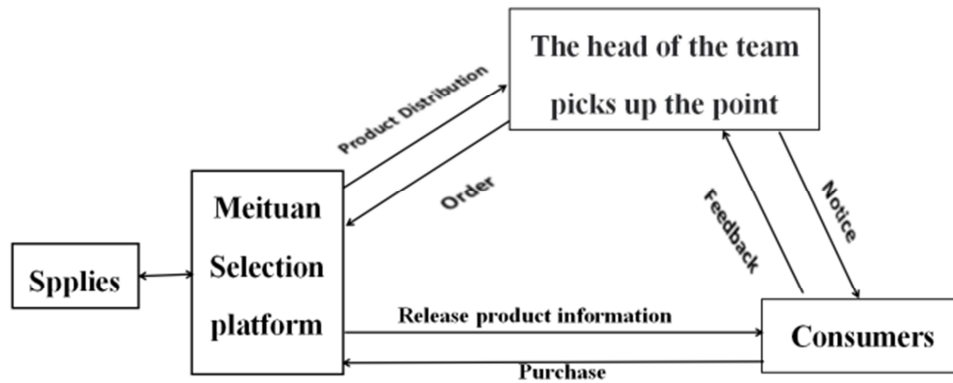 The head of the team
picks up the point
Product Distribution
Order
Feedback
Notice
Meituan
Selection
platform
Spplies
Release product information
Consumers
Purchase